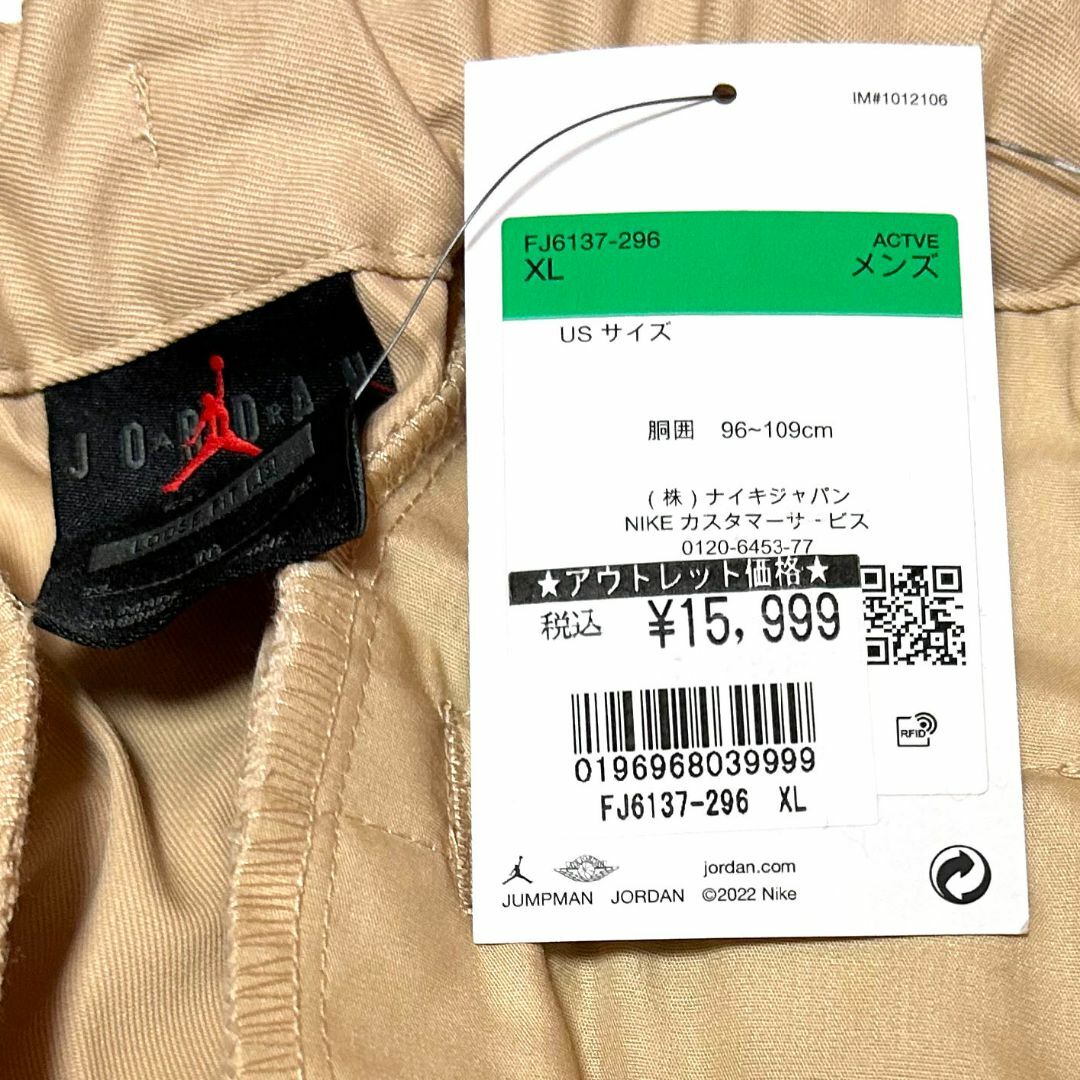 IM#1012106
FJ6137-296
ACTVE
XL
メンズ
US サイズ
胴囲 96~109cm
(株)ナイキジャパン
NIKE カスタマーサ-ビス
0120-6453-77
★アウトレット価格★
税込 ¥15,999
RFID
0196968039999
FJ6137-296 XL
jordan.com
JUMPMAN JORDAN ©2022 Nike
JORDAN
LOOSE FIT